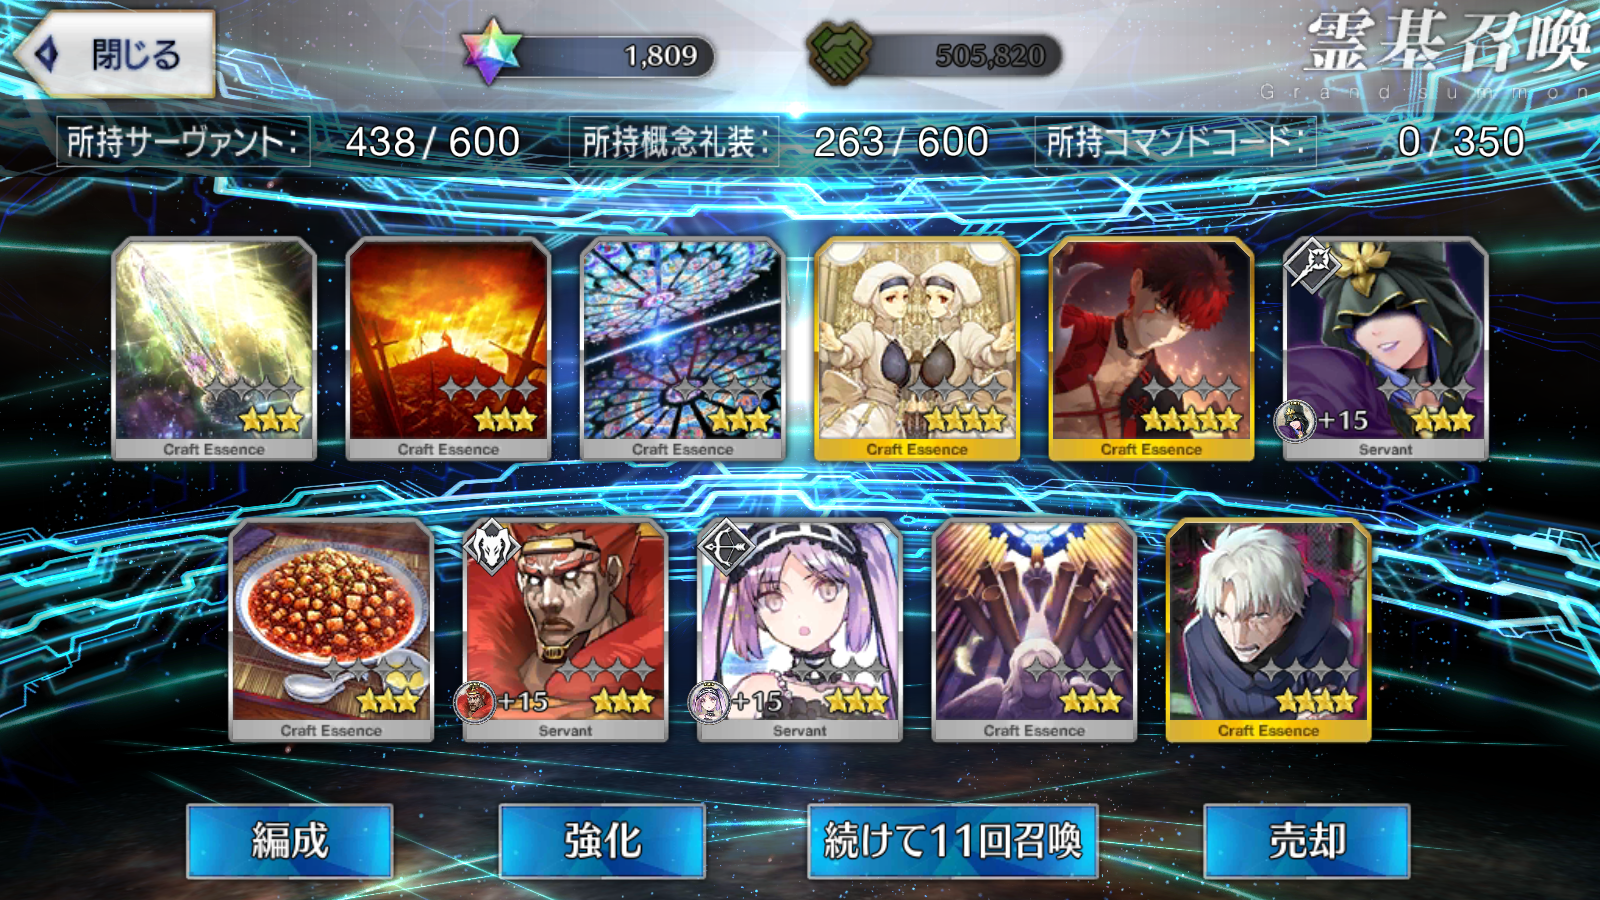 閉じる
1,809
505,820
霊基召喚
Grand summon
所持サーヴァント: 438 / 600
所持概念礼装: 263 / 600
所持コマンドコード: 0 / 350
Craft Essence
Craft Essence
Craft Essence
Craft Essence
Craft Essence
+15
Servant
Craft Essence
+15
Servant
+15
Servant
Craft Essence
Craft Essence
編成
強化
続けて11回召喚
売却